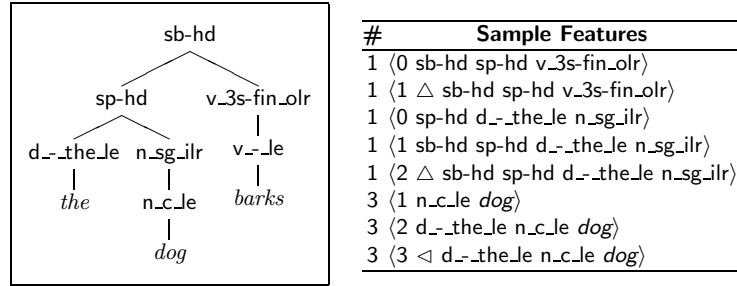 sb-hd
sp-hd v_3s-fin_olr
d_-_the_le n_sg_ilr v_-_le
the n_c_le barks
dog
# Sample Features
1 ⟨0 sb-hd sp-hd v_3s-fin_olr⟩
1 ⟨1 △ sb-hd sp-hd v_3s-fin_olr⟩
1 ⟨0 sp-hd d_-_the_le n_sg_ilr⟩
1 ⟨1 sb-hd sp-hd d_-_the_le n_sg_ilr⟩
1 ⟨2 △ sb-hd sp-hd d_-_the_le n_sg_ilr⟩
3 ⟨1 n_c_le dog⟩
3 ⟨2 d_-_the_le n_c_le dog⟩
3 ⟨3 ◁ d_-_the_le n_c_le dog⟩